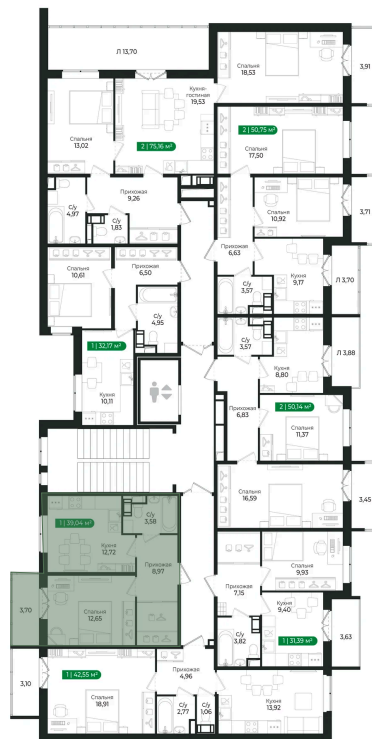 Л 13,70
Спальня
18,53
3,91
Кухня-
гостиная
19,53
Спальня
13,02
2 | 75,16 м²
2 | 50,75 м²
Спальня
17,50
С/у
4,97
С/у
1,83
Прихожая
9,26
Спальня
10,92
3,71
Прихожая
6,63
Спальня
10,61
Прихожая
6,50
С/у
4,95
С/у
3,57
Кухня
9,17
Л 3,70
1 | 32,17 м²
10,11
С/у
3,57
Кухня
8,80
Л 3,88
Прихожая
6,83
2 | 50,14 м²
Спальня
11,37
Спальня
16,59
3,45
1 | 39,04 м²
С/у
3,58
Кухня
12,72
Прихожая
8,97
Спальня
9,93
Прихожая
7,15
3,70
Спальня
12,65
Кухня
9,40
С/у
3,82
1 | 31,39 м²
3,63
3,10
1 | 42,55 м²
Спальня
18,91
Прихожая
4,96
С/у
2,77
С/у
1,06
Кухня
13,92